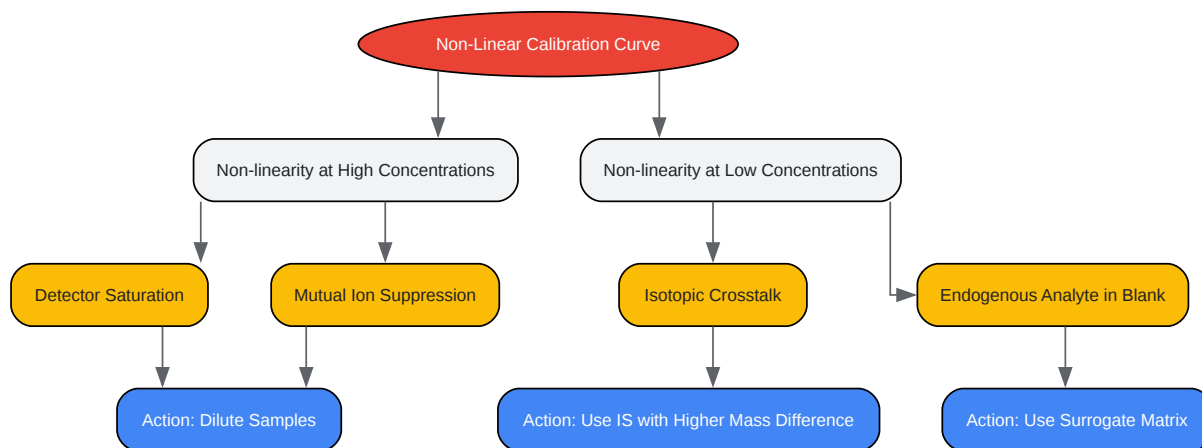 Non-Linear Calibration Curve
Non-linearity at High Concentrations
Non-linearity at Low Concentrations
Detector Saturation
Mutual Ion Suppression
Isotopic Crosstalk
Endogenous Analyte in Blank
Action: Dilute Samples
Action: Use IS with Higher Mass Difference
Action: Use Surrogate Matrix